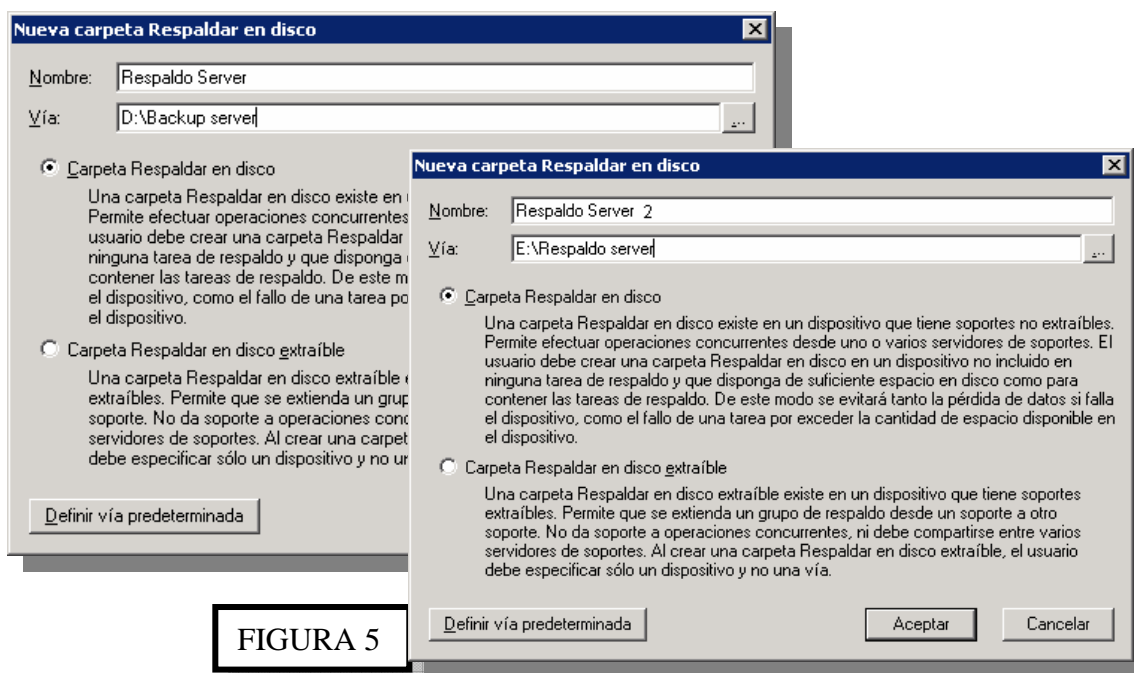 Nueva carpeta Respaldar en disco
Nombre: Respaldo Server
Vía: D:\Backup server
...
Carpeta Respaldar en disco
Una carpeta Respaldar en disco existe en
Permite efectuar operaciones concurrentes
usuario debe crear una carpeta Respaldar
ninguna tarea de respaldo y que disponga
contener las tareas de respaldo. De este m
el dispositivo, como el fallo de una tarea po
el dispositivo.
Carpeta Respaldar en disco extraíble
Una carpeta Respaldar en disco extraíble
extraíbles. Permite que se extienda un grup
soporte. No da soporte a operaciones conc
servidores de soportes. Al crear una carpet
debe especificar sólo un dispositivo y no un
Definir vía predeterminada
Nueva carpeta Respaldar en disco
Nombre: Respaldo Server 2
Vía: E:\Respaldo server
...
Carpeta Respaldar en disco
Una carpeta Respaldar en disco existe en un dispositivo que tiene soportes no extraíbles.
Permite efectuar operaciones concurrentes desde uno o varios servidores de soportes. El
usuario debe crear una carpeta Respaldar en disco en un dispositivo no incluido en
ninguna tarea de respaldo y que disponga de suficiente espacio en disco como para
contener las tareas de respaldo. De este modo se evitará tanto la pérdida de datos si falla
el dispositivo, como el fallo de una tarea por exceder la cantidad de espacio disponible en
el dispositivo.
Carpeta Respaldar en disco extraíble
Una carpeta Respaldar en disco extraíble existe en un dispositivo que tiene soportes
extraíbles. Permite que se extienda un grupo de respaldo desde un soporte a otro
soporte. No da soporte a operaciones concurrentes, ni debe compartirse entre varios
servidores de soportes. Al crear una carpeta Respaldar en disco extraíble, el usuario
debe especificar sólo un dispositivo y no una vía.
Definir vía predeterminada
Aceptar
Cancelar
FIGURA 5